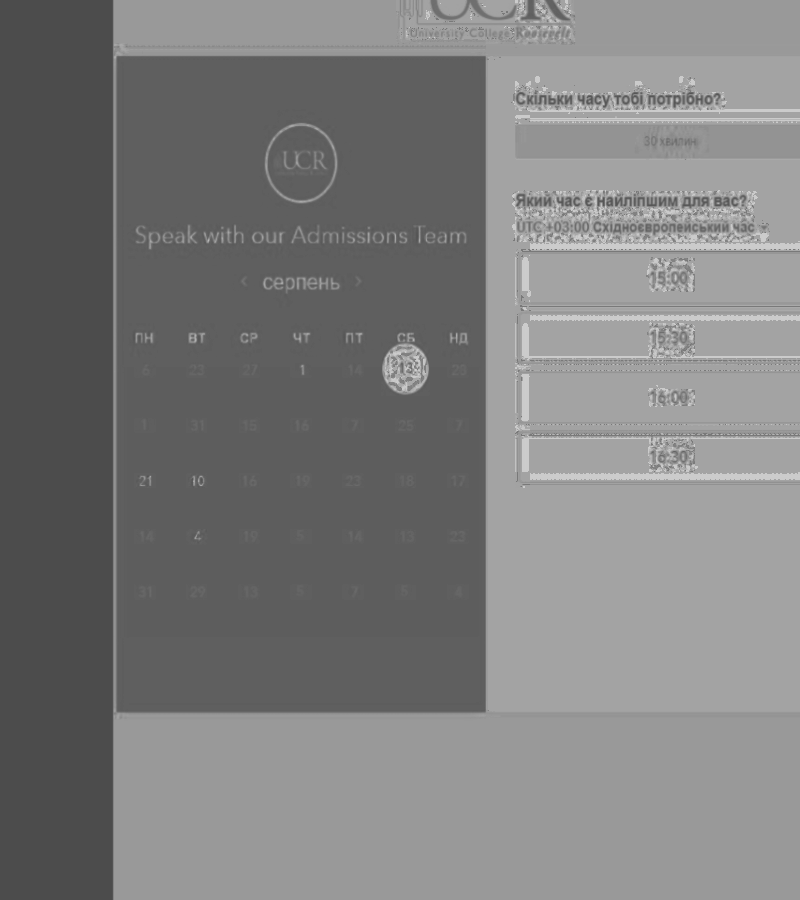 UCR
University College Roosevelt
UCR
Speak with our Admissions Team
‹ серпень ›
ПН ВТ СР ЧТ ПТ СБ НД
6 23 27 1 14 13 23
1 31 15 16 7 25 7
21 10 16 19 22 18 17
14 4 19 5 14 13 22
31 29 13 5 7 5 4
Скільки часу тобі потрібно?
30 хвилин
Який час є найліпшим для вас?
UTC +03:00 Східноєвропейський час
15:00
15:30
16:00
16:30